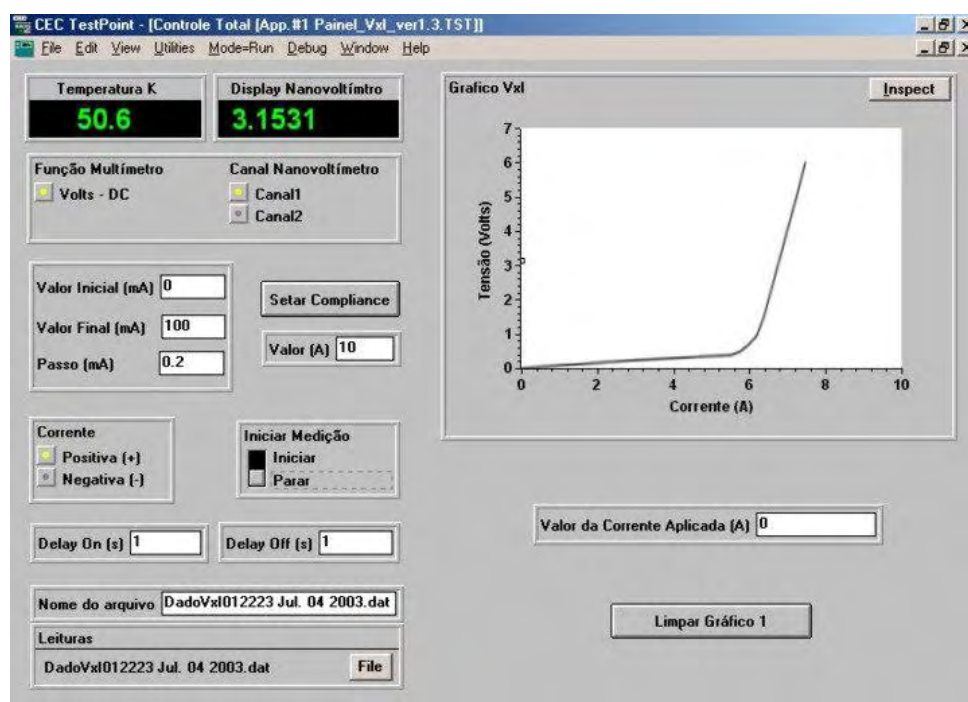 CEC TestPoint - [Controle Total [App.#1 Painel_VxI_ver1.3.TST]]
File Edit View Utilities Mode=Run Debug Window Help
Temperatura K
50.6
Display Nanovoltímtro
3.1531
Função Multímetro
Volts - DC
Canal Nanovoltímetro
Canal1
Canal2
Valor Inicial (mA) 0
Valor Final (mA) 100
Passo (mA) 0.2
Setar Compliance
Valor (A) 10
Corrente
Positiva (+)
Negativa (-)
Iniciar Medição
Iniciar
Parar
Delay On (s) 1
Delay Off (s) 1
Nome do arquivo DadoVxI012223 Jul. 04 2003.dat
Leituras
DadoVxI012223 Jul. 04 2003.dat File
Grafico VxI
Inspect
Tensão (Volts)
7
6
5
4
3
2
1
0
0 2 4 6 8 10
Corrente (A)
Valor da Corrente Aplicada (A) 0
Limpar Gráfico 1